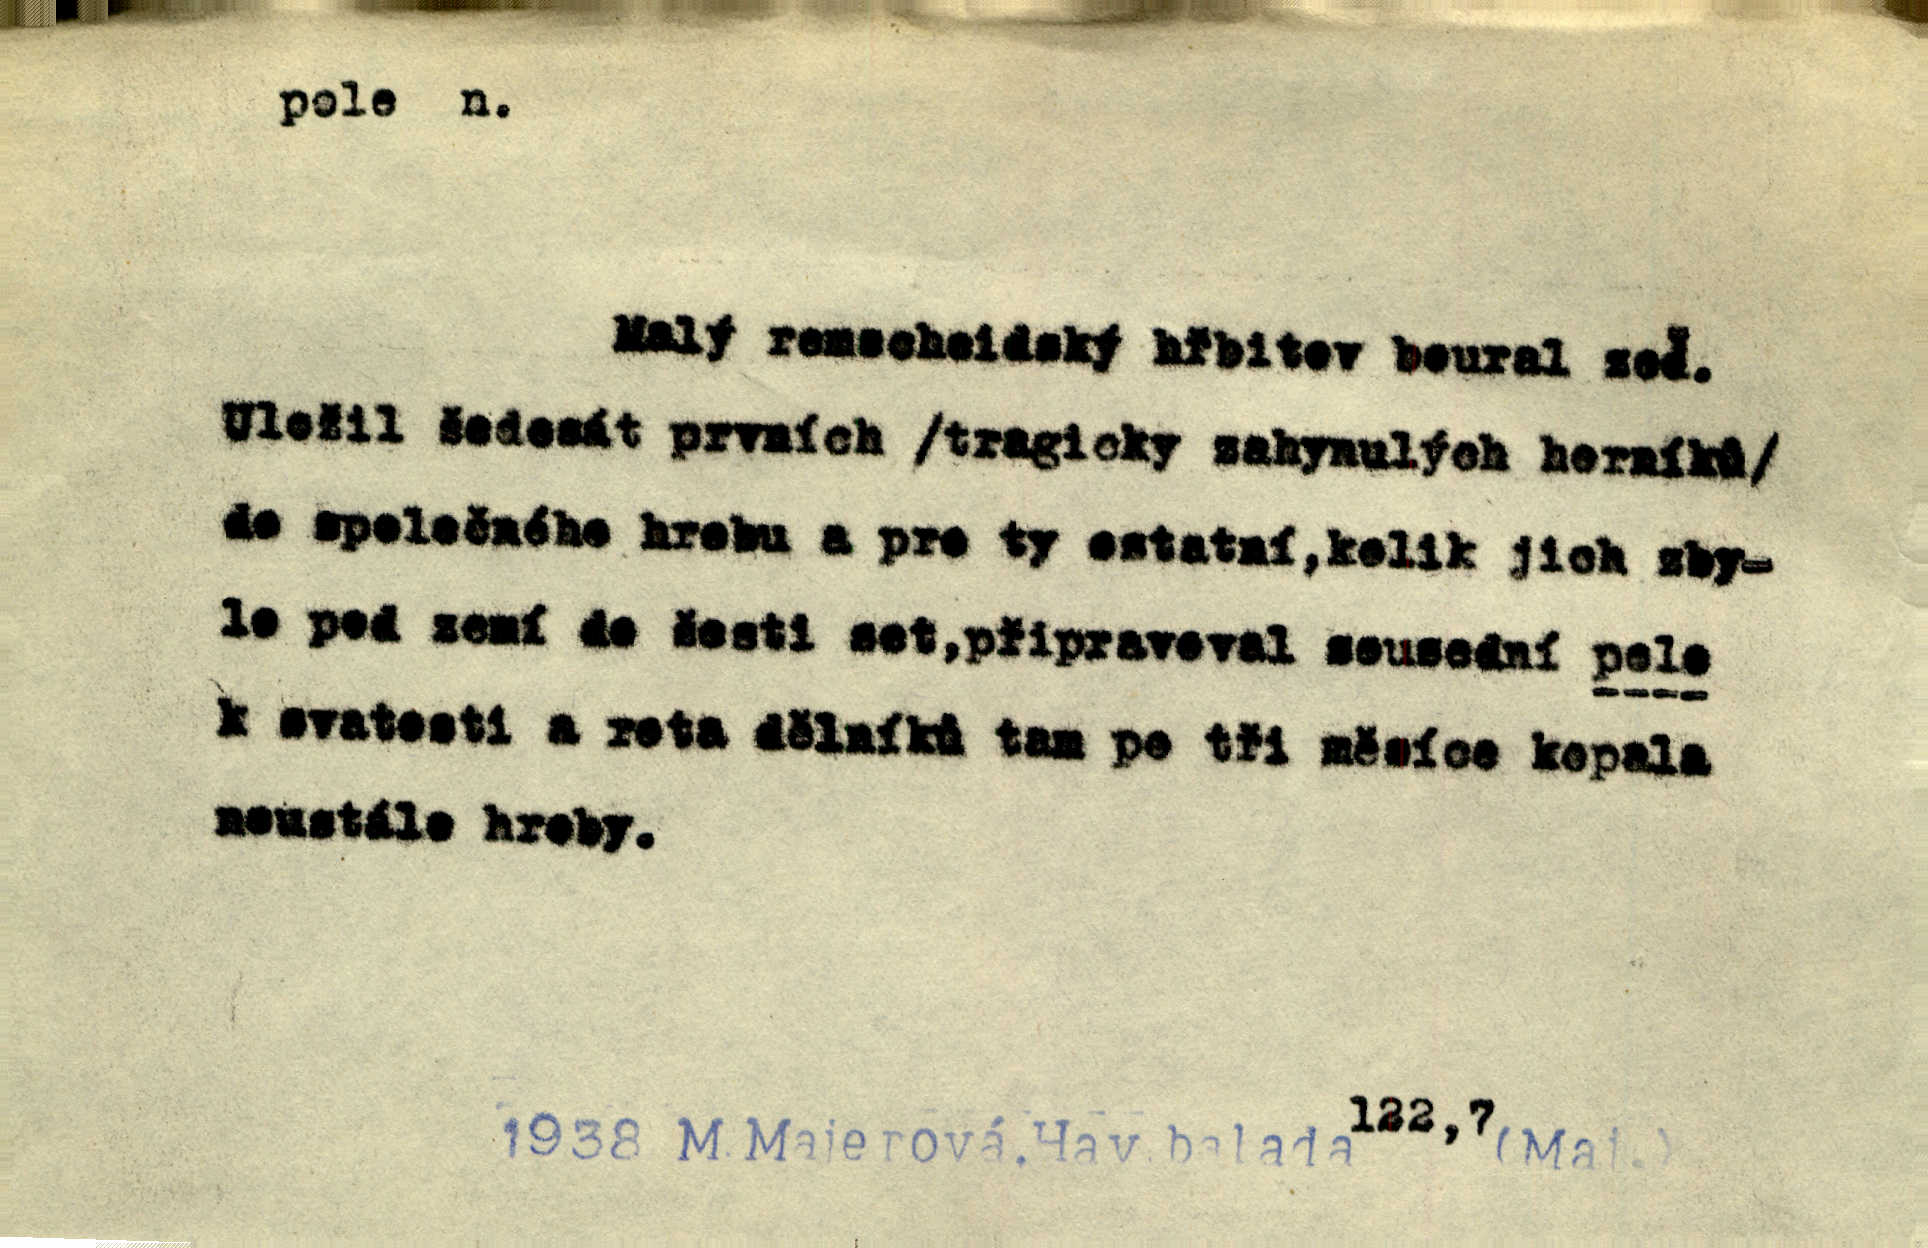 pole n.
Malý remscheidský hřbitov boural zeď.
Uložil šedesát prvních /tragicky zahynulých horníků/
do společného hrobu a pro ty ostatní,kolik jich zby-
lo pod zemí do šesti set,připravoval sousední pole
k svatosti a rota dělníků tam po tři měsíce kopala
neustále hroby.
1938 M.Majerová.Hav.balada 122,7 (Maj.)